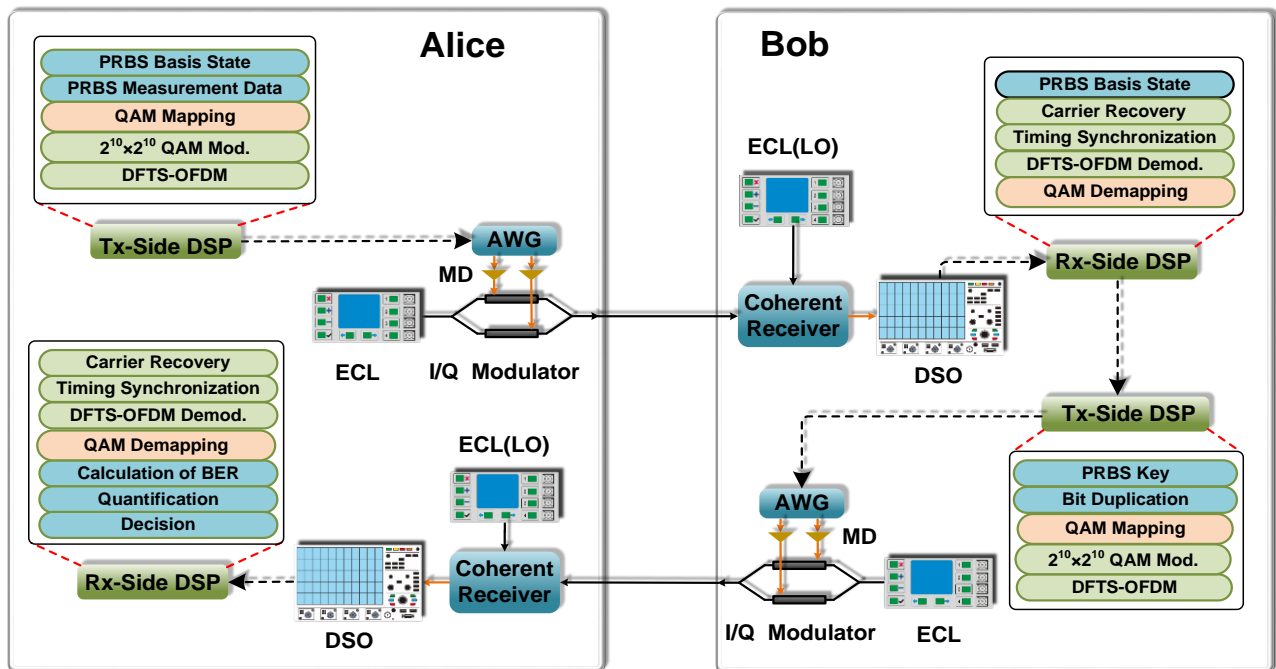 Alice
PRBS Basis State
PRBS Measurement Data
QAM Mapping
2¹⁰×2¹⁰ QAM Mod.
DFTS-OFDM
Tx-Side DSP
AWG
MD
ECL
I/Q Modulator
Carrier Recovery
Timing Synchronization
DFTS-OFDM Demod.
QAM Demapping
Calculation of BER
Quantification
Decision
Rx-Side DSP
ECL(LO)
Coherent
Receiver
DSO
Bob
PRBS Basis State
Carrier Recovery
Timing Synchronization
DFTS-OFDM Demod.
QAM Demapping
ECL(LO)
Coherent
Receiver
DSO
Rx-Side DSP
Tx-Side DSP
PRBS Key
Bit Duplication
QAM Mapping
2¹⁰×2¹⁰ QAM Mod.
DFTS-OFDM
AWG
MD
I/Q Modulator
ECL